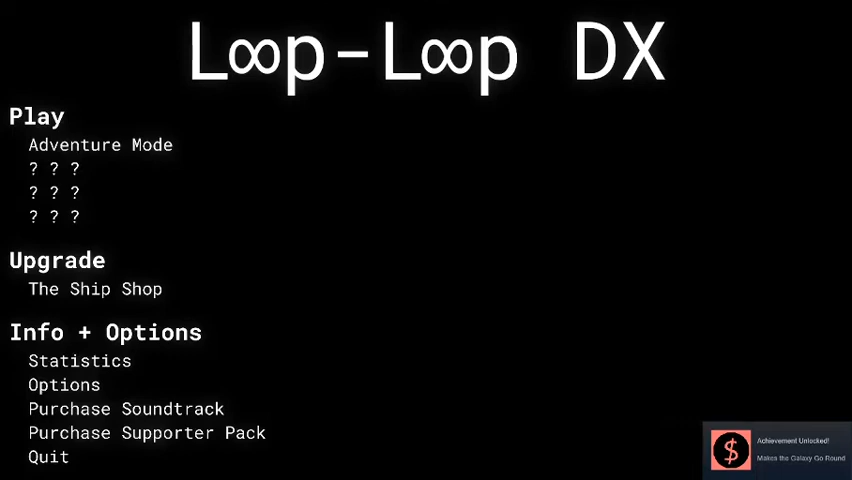 L∞p-L∞p DX
Play
Adventure Mode
? ? ?
? ? ?
? ? ?
Upgrade
The Ship Shop
Info + Options
Statistics
Options
Purchase Soundtrack
Purchase Supporter Pack
Quit
$
Achievement Unlocked!
Makes the Galaxy Go Round